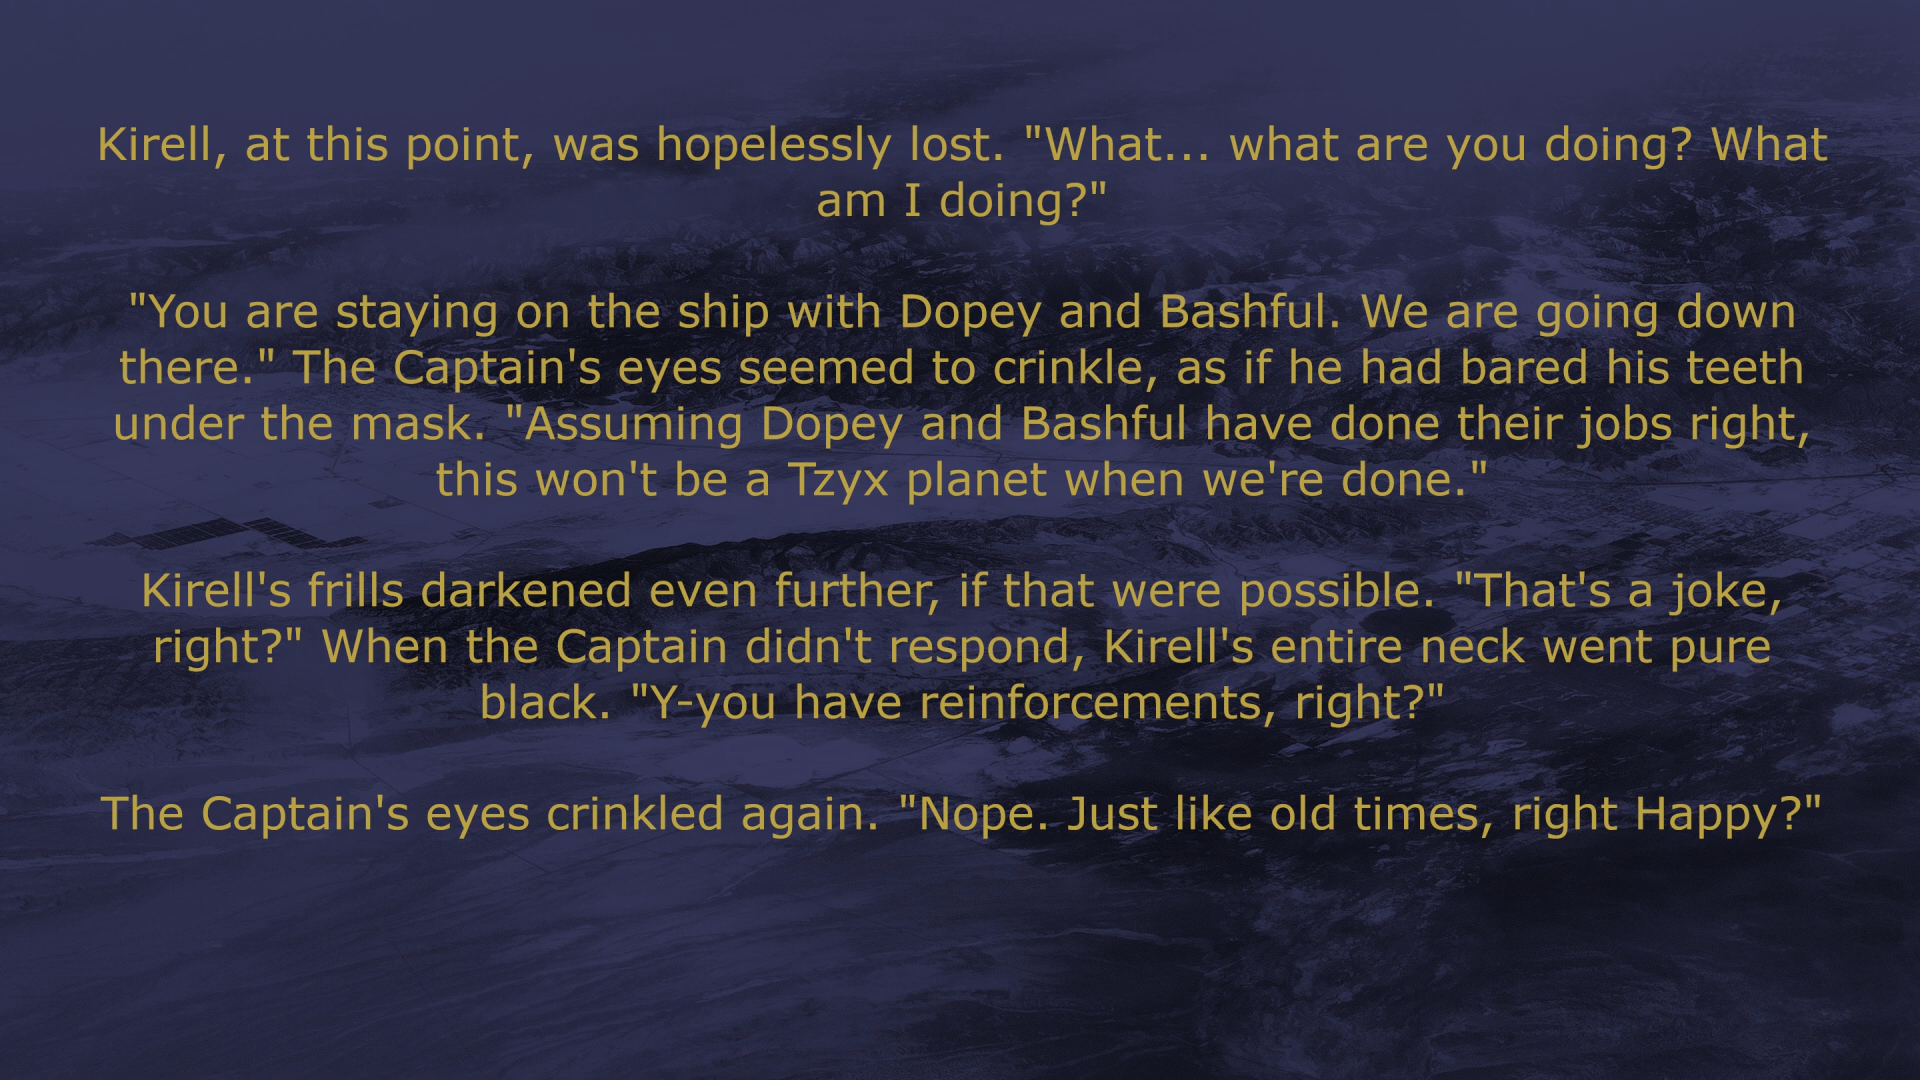 Kirell, at this point, was hopelessly lost. "What... what are you doing? What
am I doing?"
"You are staying on the ship with Dopey and Bashful. We are going down
there." The Captain's eyes seemed to crinkle, as if he had bared his teeth
under the mask. "Assuming Dopey and Bashful have done their jobs right,
this won't be a Tzyx planet when we're done."
Kirell's frills darkened even further, if that were possible. "That's a joke,
right?" When the Captain didn't respond, Kirell's entire neck went pure
black. "Y-you have reinforcements, right?"
The Captain's eyes crinkled again. "Nope. Just like old times, right Happy?"